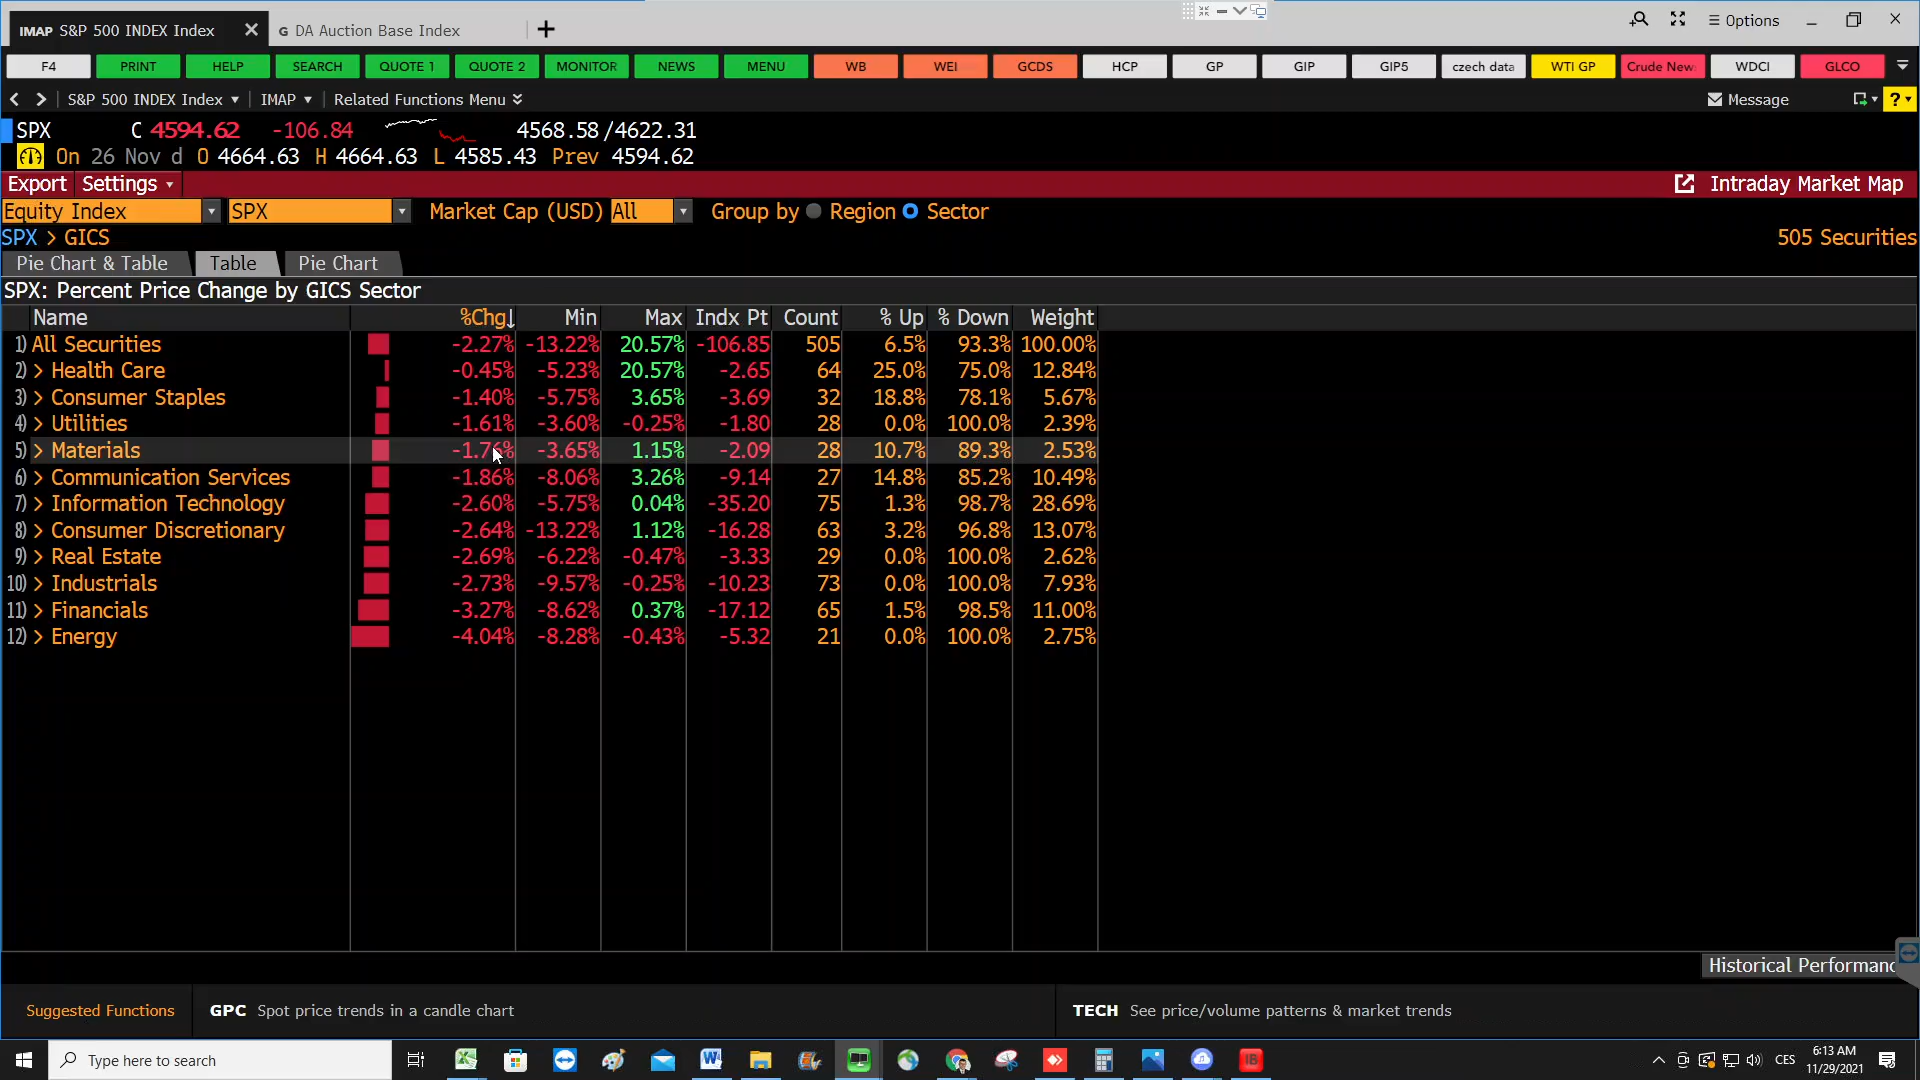 IMAP S&P 500 INDEX Index
G DA Auction Base Index
Options
F4 PRINT HELP SEARCH QUOTE 1 QUOTE 2 MONITOR NEWS MENU WB WEI GCDS HCP GP GIP GIP5 czech data WTI GP Crude New WDCI GLCO
S&P 500 INDEX Index IMAP Related Functions Menu Message ?
SPX C 4594.62 -106.84 4568.58/4622.31
On 26 Nov d O 4664.63 H 4664.63 L 4585.43 Prev 4594.62
Export Settings Intraday Market Map
Equity Index SPX Market Cap (USD) All Group by Region Sector
SPX > GICS 505 Securities
Pie Chart & Table Table Pie Chart
SPX: Percent Price Change by GICS Sector
Name %Chg↓ Min Max Indx Pt Count % Up % Down Weight
1) All Securities -2.27% -13.22% 20.57% -106.85 505 6.5% 93.3% 100.00%
2) > Health Care -0.45% -5.23% 20.57% -2.65 64 25.0% 75.0% 12.84%
3) > Consumer Staples -1.40% -5.75% 3.65% -3.69 32 18.8% 78.1% 5.67%
4) > Utilities -1.61% -3.60% -0.25% -1.80 28 0.0% 100.0% 2.39%
5) > Materials -1.76% -3.65% 1.15% -2.09 28 10.7% 89.3% 2.53%
6) > Communication Services -1.86% -8.06% 3.26% -9.14 27 14.8% 85.2% 10.49%
7) > Information Technology -2.60% -5.75% 0.04% -35.20 75 1.3% 98.7% 28.69%
8) > Consumer Discretionary -2.64% -13.22% 1.12% -16.28 63 3.2% 96.8% 13.07%
9) > Real Estate -2.69% -6.22% -0.47% -3.33 29 0.0% 100.0% 2.62%
10) > Industrials -2.73% -9.57% -0.25% -10.23 73 0.0% 100.0% 7.93%
11) > Financials -3.27% -8.62% 0.37% -17.12 65 1.5% 98.5% 11.00%
12) > Energy -4.04% -8.28% -0.43% -5.32 21 0.0% 100.0% 2.75%
Historical Performanc
Suggested Functions GPC Spot price trends in a candle chart TECH See price/volume patterns & market trends
Type here to search
IB
CES
6:13 AM
11/29/2021